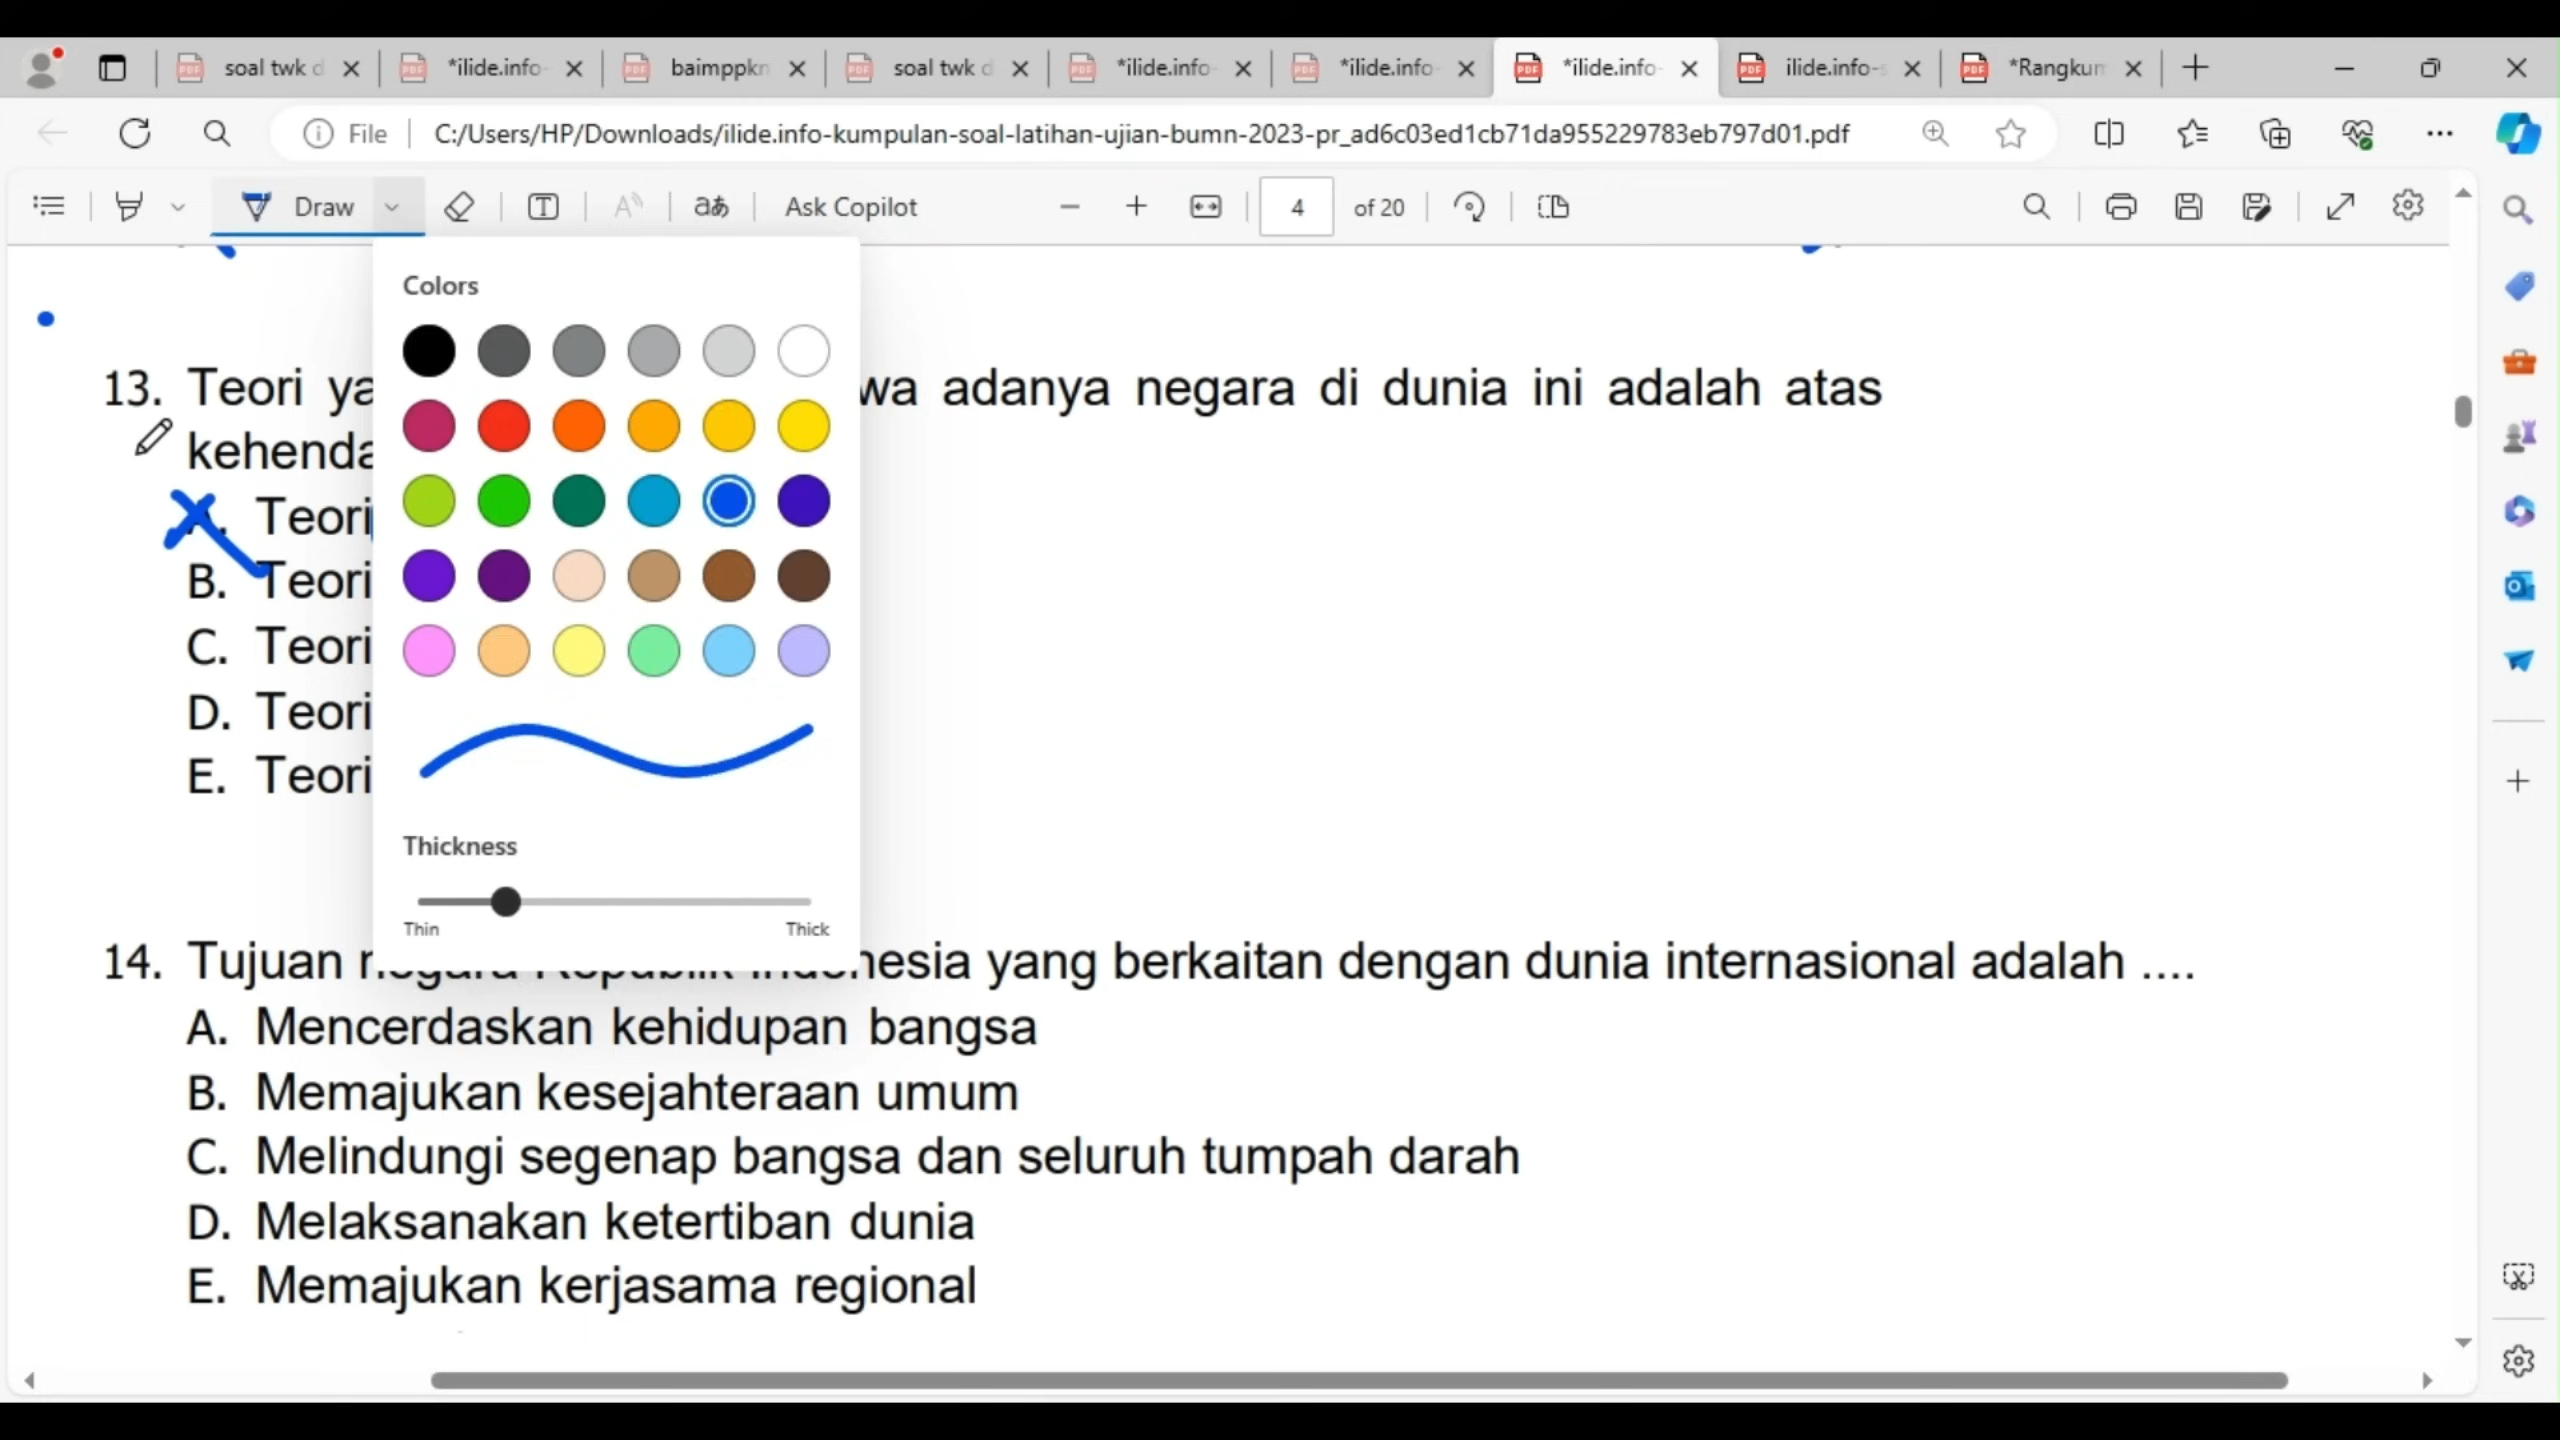 soal twk d
*ilide.info-
baimppkn
soal twk d
*ilide.info-
*ilide.info-
*ilide.info-
ilide.info-s
*Rangkum
File
C:/Users/HP/Downloads/ilide.info-kumpulan-soal-latihan-ujian-bumn-2023-pr_ad6c03ed1cb71da955229783eb797d01.pdf
Draw
Ask Copilot
4 of 20
Colors
13. Teori ya wa adanya negara di dunia ini adalah atas
kehenda
A. Teori
B. Teori
C. Teori
D. Teori
E. Teori
Thickness
Thin Thick
14. Tujuan negara Republik Indonesia yang berkaitan dengan dunia internasional adalah ....
A. Mencerdaskan kehidupan bangsa
B. Memajukan kesejahteraan umum
C. Melindungi segenap bangsa dan seluruh tumpah darah
D. Melaksanakan ketertiban dunia
E. Memajukan kerjasama regional